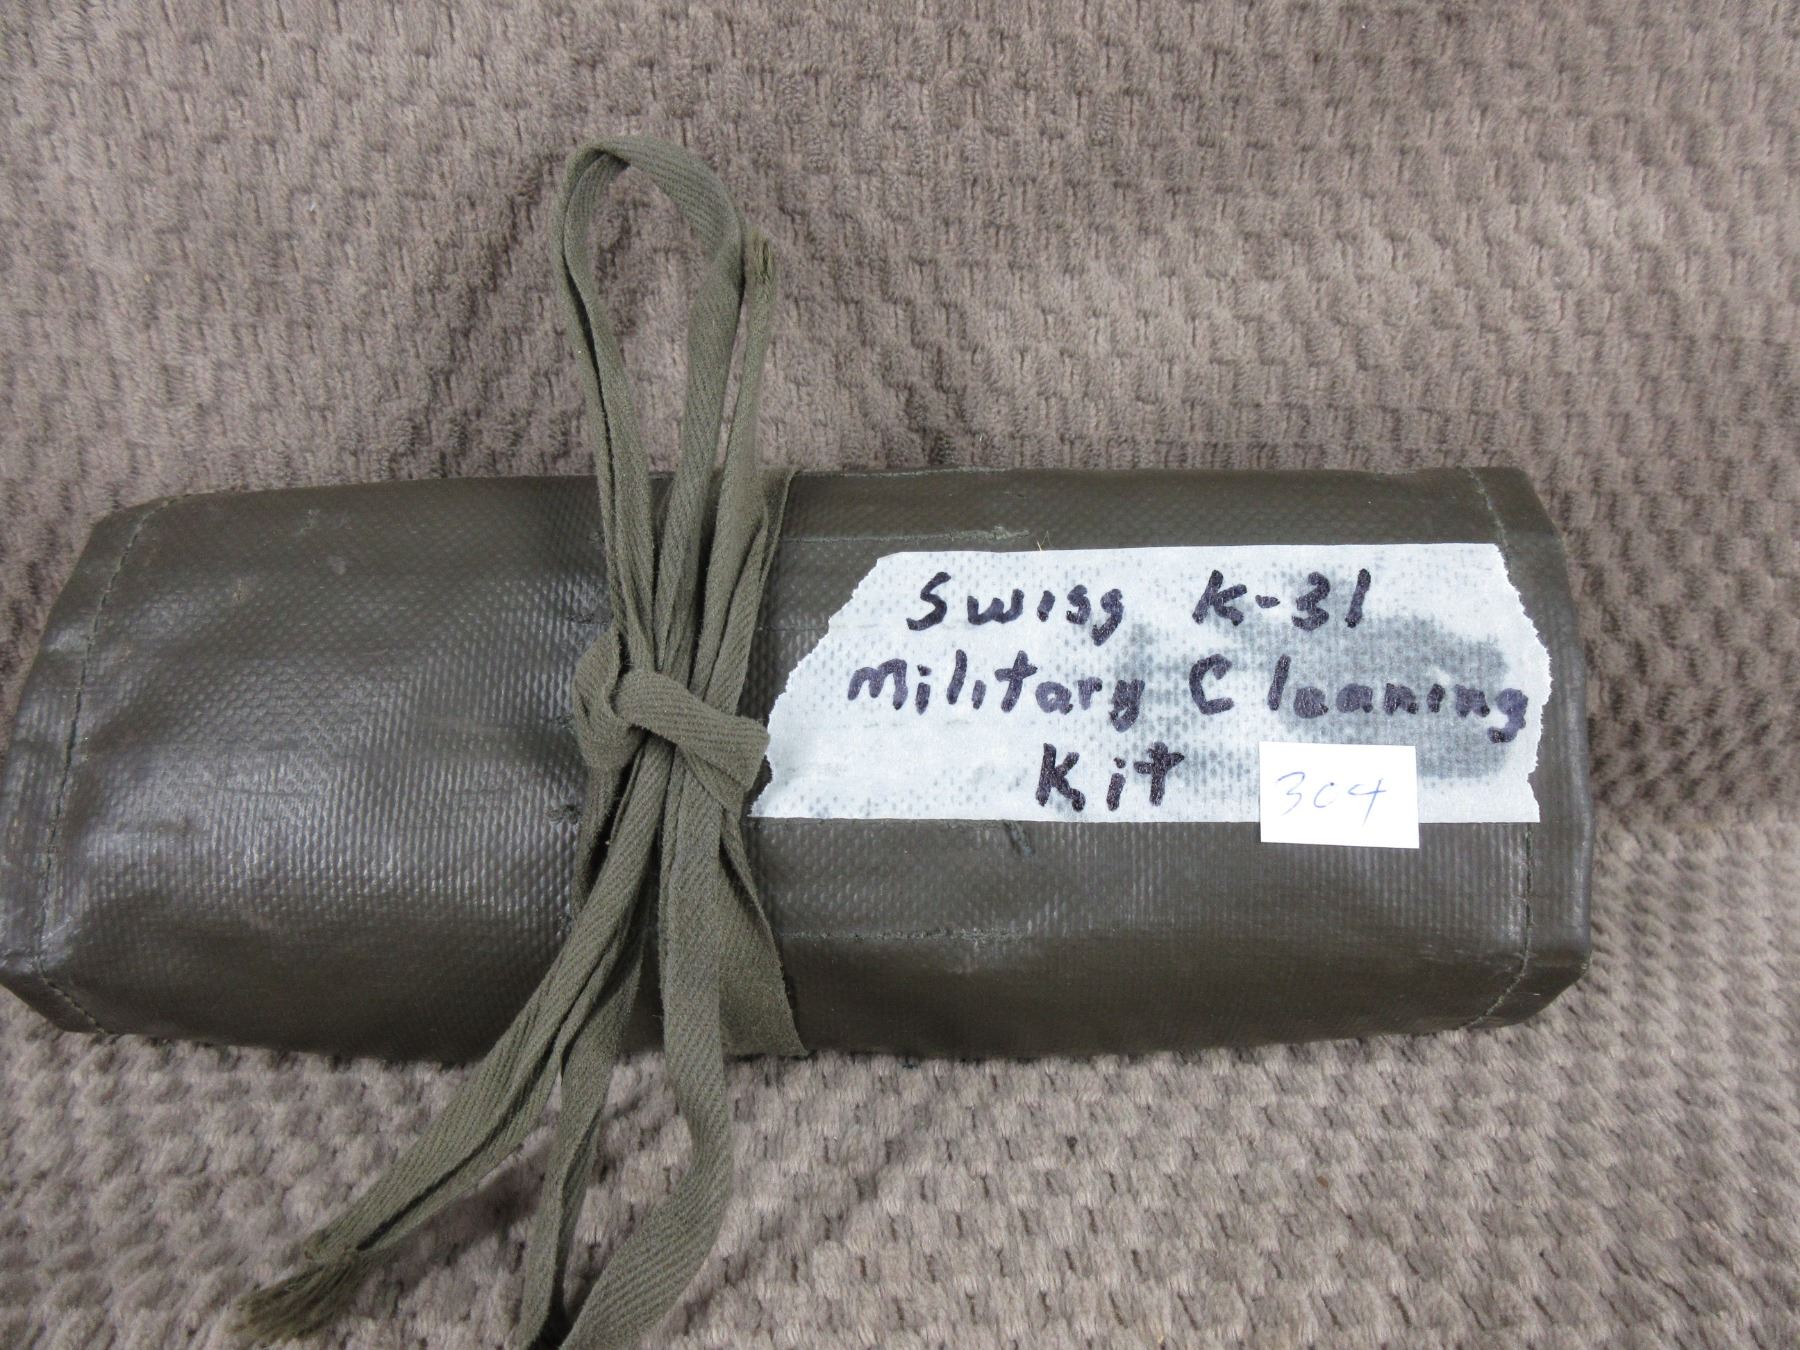 Swiss K-31
Military Cleaning
Kit
304